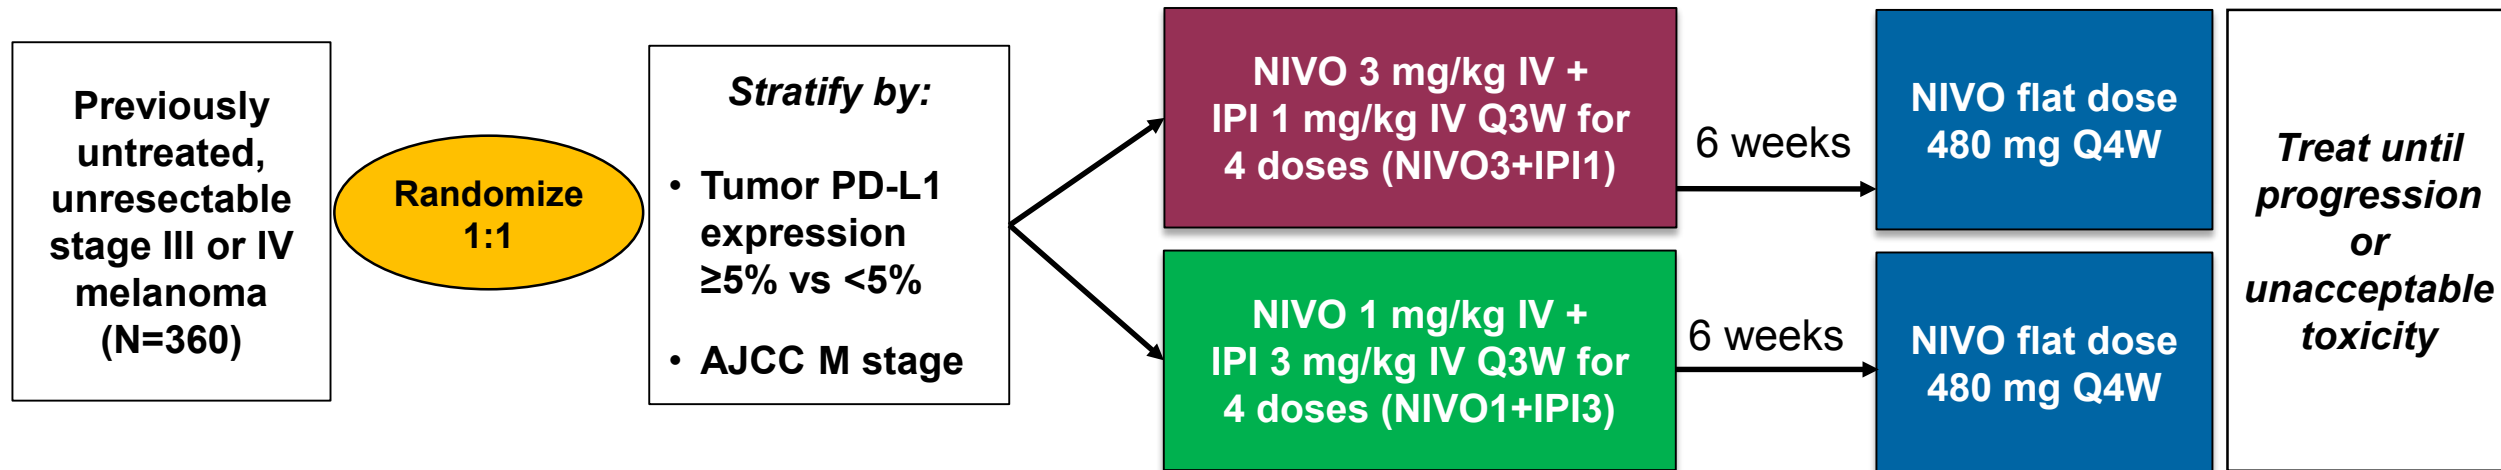 Previously
untreated,
unresectable
stage III or IV
melanoma
(N=360)
Randomize
1:1
Stratify by:
• Tumor PD-L1
expression
≥5% vs <5%
• AJCC M stage
NIVO 3 mg/kg IV +
IPI 1 mg/kg IV Q3W for
4 doses (NIVO3+IPI1)
6 weeks
NIVO flat dose
480 mg Q4W
NIVO 1 mg/kg IV +
IPI 3 mg/kg IV Q3W for
4 doses (NIVO1+IPI3)
6 weeks
NIVO flat dose
480 mg Q4W
Treat until
progression
or
unacceptable
toxicity